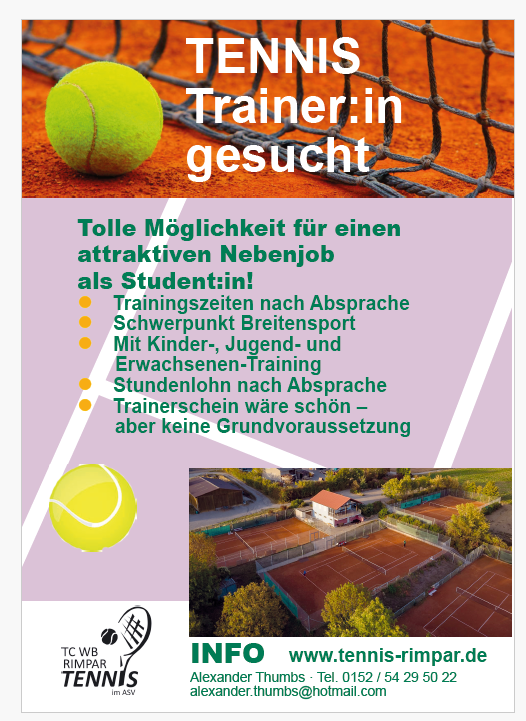 TENNIS
Trainer:in
gesucht
Tolle Möglichkeit für einen
attraktiven Nebenjob
als Student:in!
Trainingszeiten nach Absprache
Schwerpunkt Breitensport
Mit Kinder-, Jugend- und
Erwachsenen-Training
Stundenlohn nach Absprache
Trainerschein wäre schön –
aber keine Grundvoraussetzung
TC WB
RIMPAR
TENNIS
im ASV
INFO www.tennis-rimpar.de
Alexander Thumbs · Tel. 0152 / 54 29 50 22
alexander.thumbs@hotmail.com